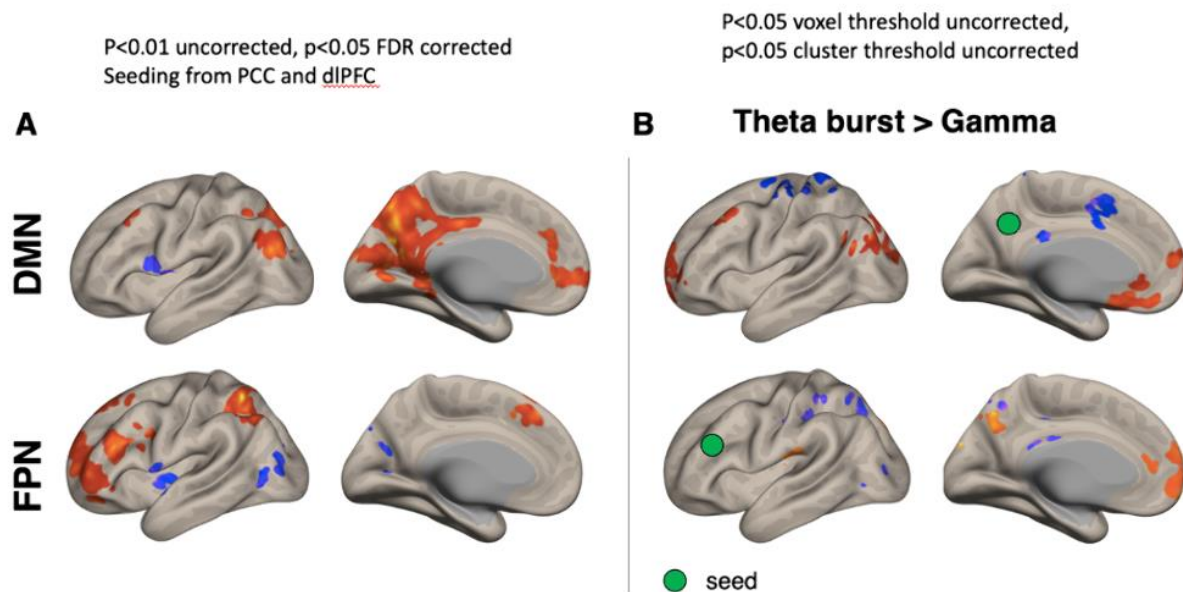 P<0.01 uncorrected, p<0.05 FDR corrected
Seeding from PCC and dlPFC
P<0.05 voxel threshold uncorrected,
p<0.05 cluster threshold uncorrected
A
B
Theta burst > Gamma
DMN
FPN
seed